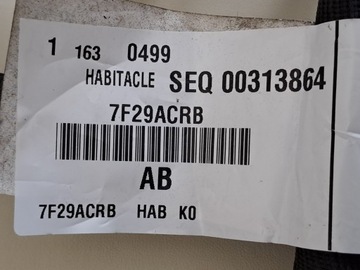 1 163 0499
HABITACLE SEQ 00313864
7F29ACRB
AB
7F29ACRB HAB KO